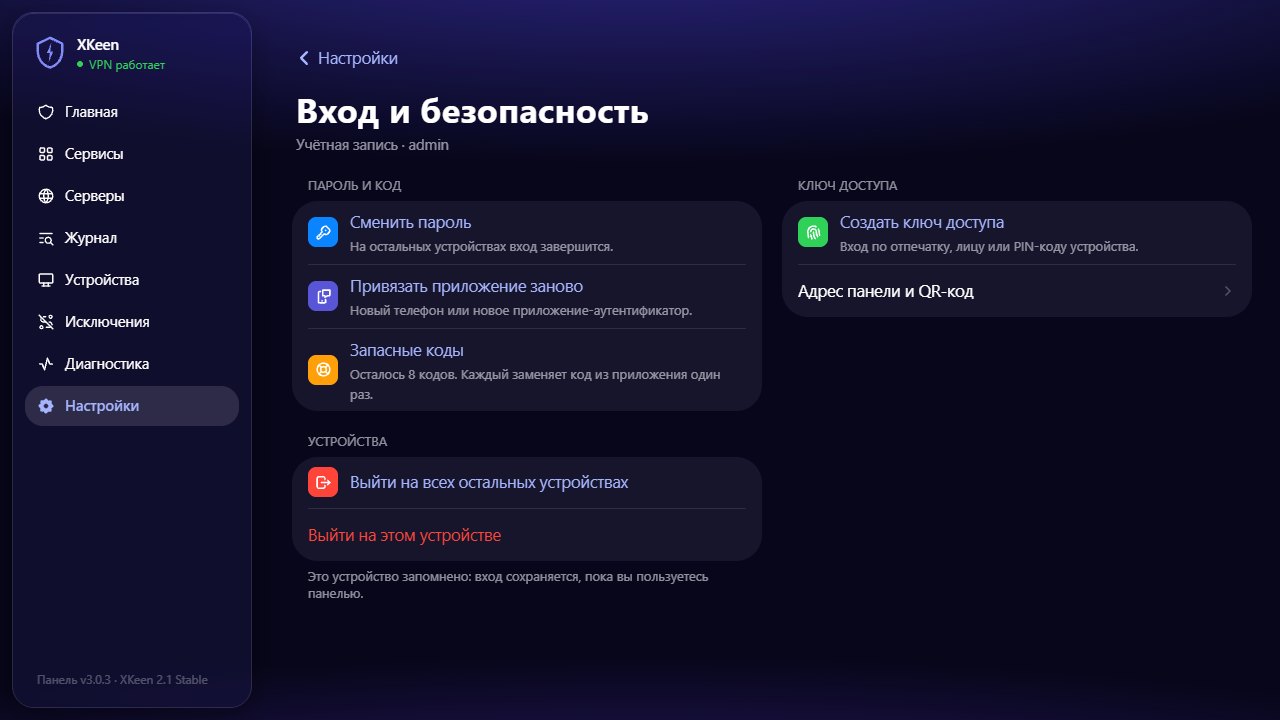 XKeen
VPN работает
Главная
Сервисы
Серверы
Журнал
Устройства
Исключения
Диагностика
Настройки
Панель v3.0.3 · XKeen 2.1 Stable
Настройки
Вход и безопасность
Учётная запись · admin
ПАРОЛЬ И КОД
Сменить пароль
На остальных устройствах вход завершится.
Привязать приложение заново
Новый телефон или новое приложение-аутентификатор.
Запасные коды
Осталось 8 кодов. Каждый заменяет код из приложения один
раз.
УСТРОЙСТВА
Выйти на всех остальных устройствах
Выйти на этом устройстве
Это устройство запомнено: вход сохраняется, пока вы пользуетесь
панелью.
КЛЮЧ ДОСТУПА
Создать ключ доступа
Вход по отпечатку, лицу или PIN-коду устройства.
Адрес панели и QR-код